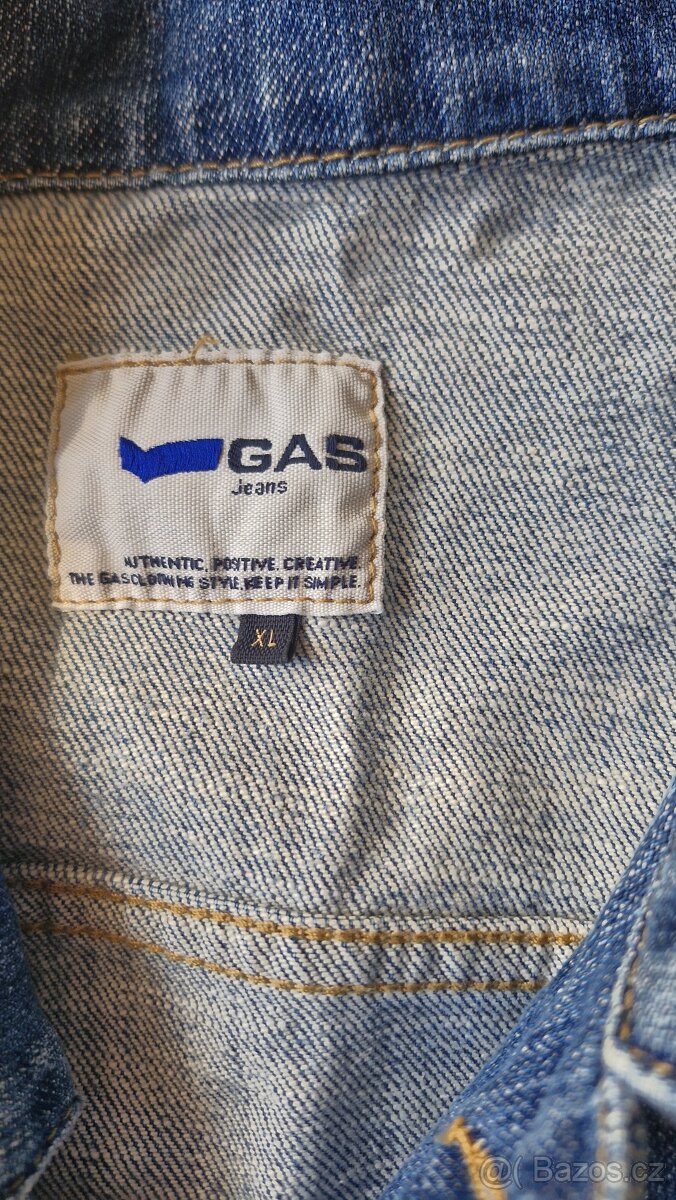 GAS
Jeans
AUTHENTIC. POSITIVE. CREATIVE.
THE GASCLOTHING STYLE, KEEP IT SIMPLE.
XL
@( Bazos.cz